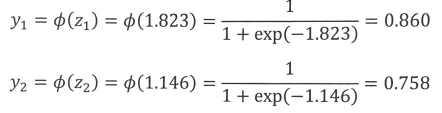 y₁ = ϕ(z₁) = ϕ(1.823) = 1 / (1 + exp(−1.823)) = 0.860
y₂ = ϕ(z₂) = ϕ(1.146) = 1 / (1 + exp(−1.146)) = 0.758